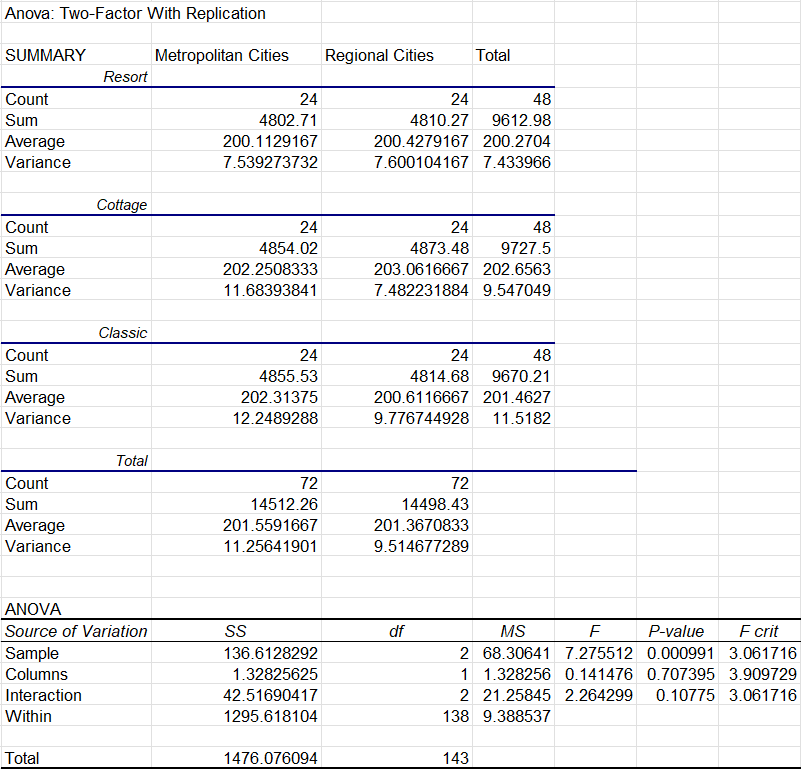 Anova: Two-Factor With Replication
SUMMARY Metropolitan Cities Regional Cities Total
Resort
Count 24 24 48
Sum 4802.71 4810.27 9612.98
Average 200.1129167 200.4279167 200.2704
Variance 7.539273732 7.600104167 7.433966
Cottage
Count 24 24 48
Sum 4854.02 4873.48 9727.5
Average 202.2508333 203.0616667 202.6563
Variance 11.68393841 7.482231884 9.547049
Classic
Count 24 24 48
Sum 4855.53 4814.68 9670.21
Average 202.31375 200.6116667 201.4627
Variance 12.2489288 9.776744928 11.5182
Total
Count 72 72
Sum 14512.26 14498.43
Average 201.5591667 201.3670833
Variance 11.25641901 9.514677289
ANOVA
Source of Variation SS df MS F P-value F crit
Sample 136.6128292 2 68.30641 7.275512 0.000991 3.061716
Columns 1.32825625 1 1.328256 0.141476 0.707395 3.909729
Interaction 42.51690417 2 21.25845 2.264299 0.10775 3.061716
Within 1295.618104 138 9.388537
Total 1476.076094 143